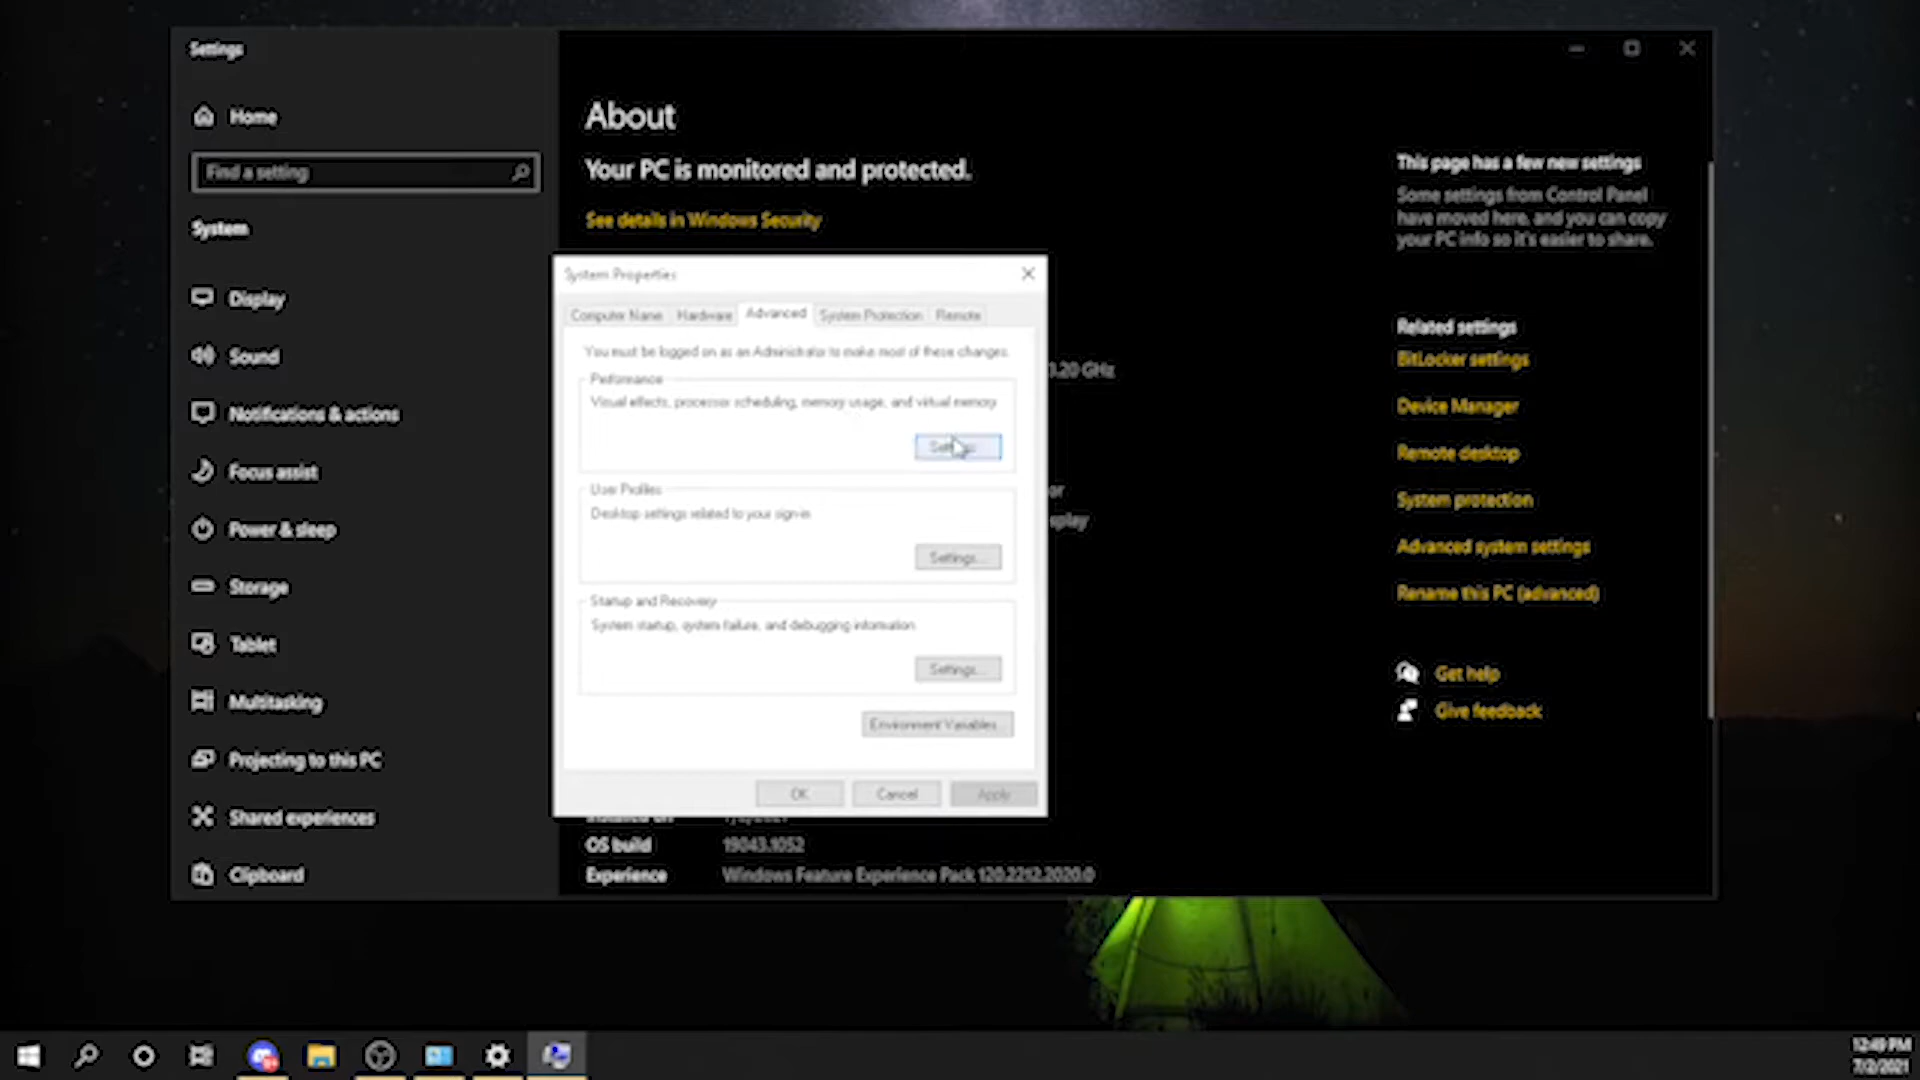 Settings
Home
Find a setting
System
Display
Sound
Notifications & actions
Focus assist
Power & sleep
Storage
Tablet
Multitasking
Projecting to this PC
Shared experiences
Clipboard
About
Your PC is monitored and protected.
See details in Windows Security
3.20 GHz
or
splay
OS build 19043.1052
Experience Windows Feature Experience Pack 120.2212.2020.0
System Properties
Computer Name Hardware Advanced System Protection Remote
You must be logged on as an Administrator to make most of these changes.
Performance
Visual effects, processor scheduling, memory usage, and virtual memory
User Profiles
Desktop settings related to your sign-in
Settings...
Startup and Recovery
System startup, system failure, and debugging information
Settings...
Environment Variables...
OK Cancel Apply
This page has a few new settings
Some settings from Control Panel
have moved here, and you can copy
your PC info so it's easier to share.
Related settings
BitLocker settings
Device Manager
Remote desktop
System protection
Advanced system settings
Rename this PC (advanced)
Get help
Give feedback
12:49 PM
7/2/2021